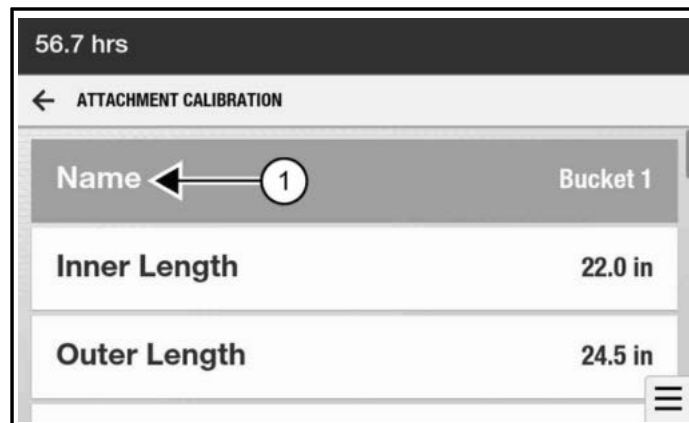 56.7 hrs
← ATTACHMENT CALIBRATION
Name 1 Bucket 1
Inner Length 22.0 in
Outer Length 24.5 in